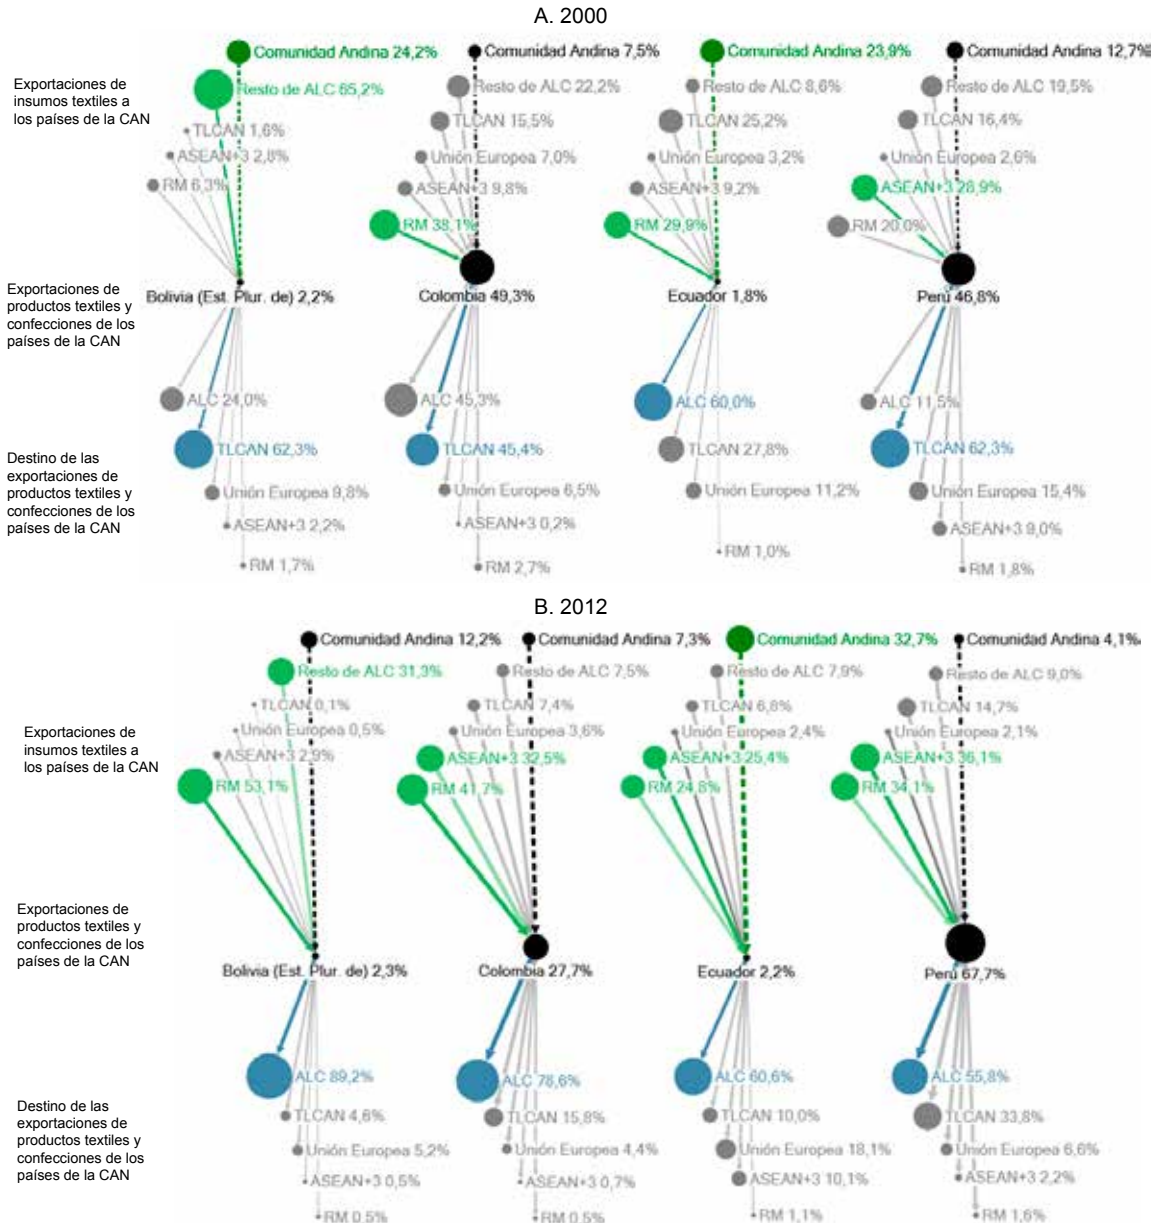 A. 2000
Exportaciones de
insumos textiles a
los países de la CAN
Comunidad Andina 24,2%
Resto de ALC 65,2%
TLCAN 1,6%
ASEAN+3 2,8%
RM 6,3%
Comunidad Andina 7,5%
Resto de ALC 22,2%
TLCAN 15,5%
Unión Europea 7,0%
ASEAN+3 9,8%
RM 38,1%
Comunidad Andina 23,9%
Resto de ALC 8,6%
TLCAN 25,2%
Unión Europea 3,2%
ASEAN+3 9,2%
RM 29,9%
Comunidad Andina 12,7%
Resto de ALC 19,5%
TLCAN 16,4%
Unión Europea 2,6%
ASEAN+3 28,9%
RM 20,0%
Exportaciones de
productos textiles y
confecciones de los
países de la CAN
Bolivia (Est. Plur. de) 2,2%
Colombia 49,3%
Ecuador 1,8%
Perú 46,8%
Destino de las
exportaciones de
productos textiles y
confecciones de los
países de la CAN
ALC 24,0%
TLCAN 62,3%
Unión Europea 9,8%
ASEAN+3 2,2%
RM 1,7%
ALC 45,3%
TLCAN 45,4%
Unión Europea 6,5%
ASEAN+3 0,2%
RM 2,7%
ALC 60,0%
TLCAN 27,8%
Unión Europea 11,2%
RM 1,0%
ALC 11,5%
TLCAN 62,3%
Unión Europea 15,4%
ASEAN+3 9,0%
RM 1,8%
B. 2012
Exportaciones de
insumos textiles a
los países de la CAN
Comunidad Andina 12,2%
Resto de ALC 31,3%
TLCAN 0,1%
Unión Europea 0,5%
ASEAN+3 2,9%
RM 53,1%
Comunidad Andina 7,3%
Resto de ALC 7,5%
TLCAN 7,4%
Unión Europea 3,6%
ASEAN+3 32,5%
RM 41,7%
Comunidad Andina 32,7%
Resto de ALC 7,9%
TLCAN 6,8%
Unión Europea 2,4%
ASEAN+3 25,4%
RM 24,8%
Comunidad Andina 4,1%
Resto de ALC 9,0%
TLCAN 14,7%
Unión Europea 2,1%
ASEAN+3 36,1%
RM 34,1%
Exportaciones de
productos textiles y
confecciones de los
países de la CAN
Bolivia (Est. Plur. de) 2,3%
Colombia 27,7%
Ecuador 2,2%
Perú 67,7%
Destino de las
exportaciones de
productos textiles y
confecciones de los
países de la CAN
ALC 89,2%
TLCAN 4,6%
Unión Europea 5,2%
ASEAN+3 0,5%
RM 0,5%
ALC 78,6%
TLCAN 15,8%
Unión Europea 4,4%
ASEAN+3 0,7%
RM 0,5%
ALC 60,6%
TLCAN 10,0%
Unión Europea 18,1%
ASEAN+3 10,1%
RM 1,1%
ALC 55,8%
TLCAN 33,8%
Unión Europea 6,6%
ASEAN+3 2,2%
RM 1,6%